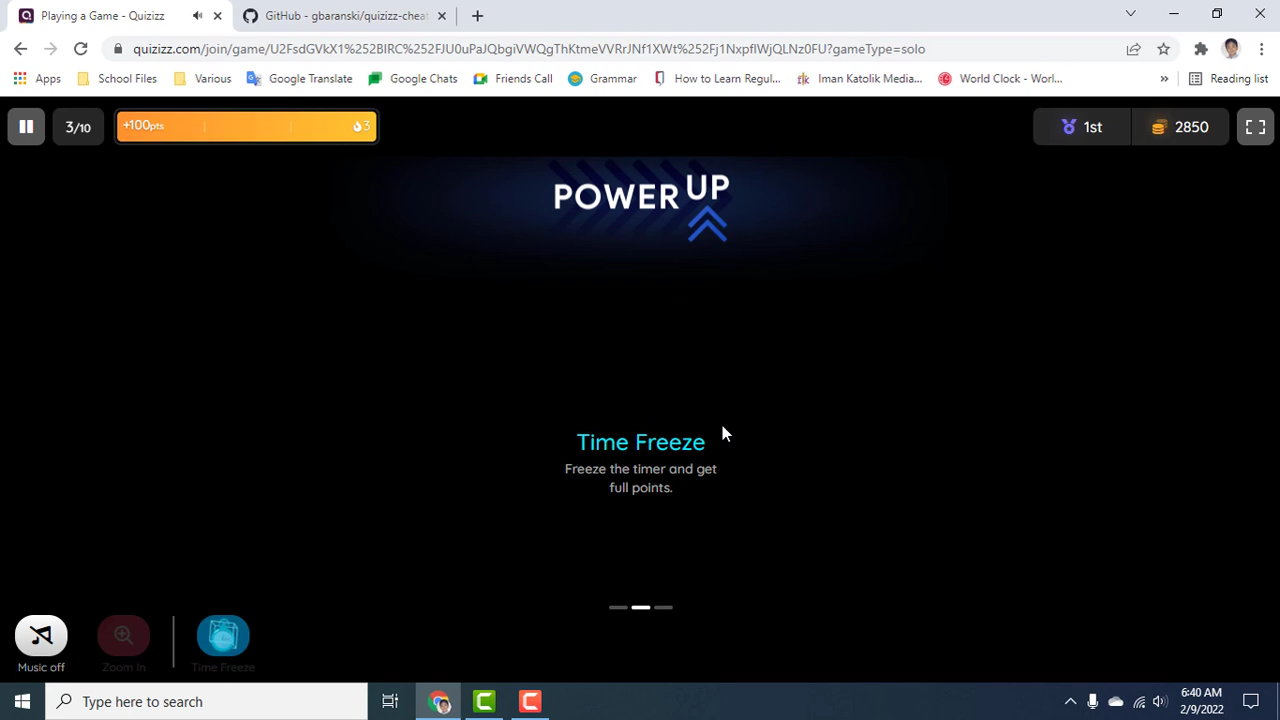 Playing a Game - Quizizz
GitHub - gbaranski/quizizz-cheat
quizizz.com/join/game/U2FsdGVkX1%252BIRC%252FJU0uPaQbgiVWQgThKtmeVVRrJNf1XWt%252Fj1NxpIlWjQLNz0FU?gameType=solo
Apps
School Files
Various
Google Translate
Google Chats
Friends Call
Grammar
How to Learn Regul...
Iman Katolik Media...
World Clock - Worl...
»
Reading list
3/10
+100pts
3
1st
2850
POWER UP
Time Freeze
Freeze the timer and get
full points.
Music off
Zoom In
Time Freeze
Type here to search
6:40 AM
2/9/2022